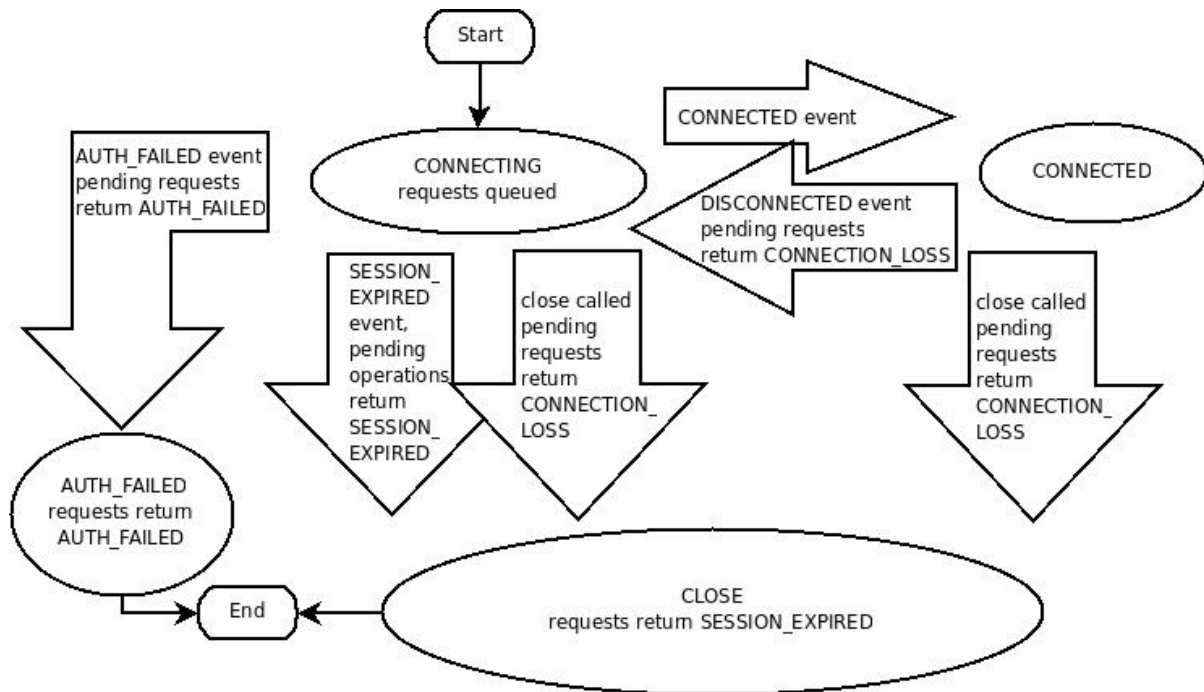 Start
CONNECTED event
AUTH_FAILED event
pending requests
return AUTH_FAILED
CONNECTING
requests queued
CONNECTED
DISCONNECTED event
pending requests
return CONNECTION_LOSS
SESSION_
EXPIRED
event,
pending
operations
return
SESSION_
EXPIRED
close called
pending
requests
return
CONNECTION_
LOSS
close called
pending
requests
return
CONNECTION_
LOSS
AUTH_FAILED
requests return
AUTH_FAILED
End
CLOSE
requests return SESSION_EXPIRED